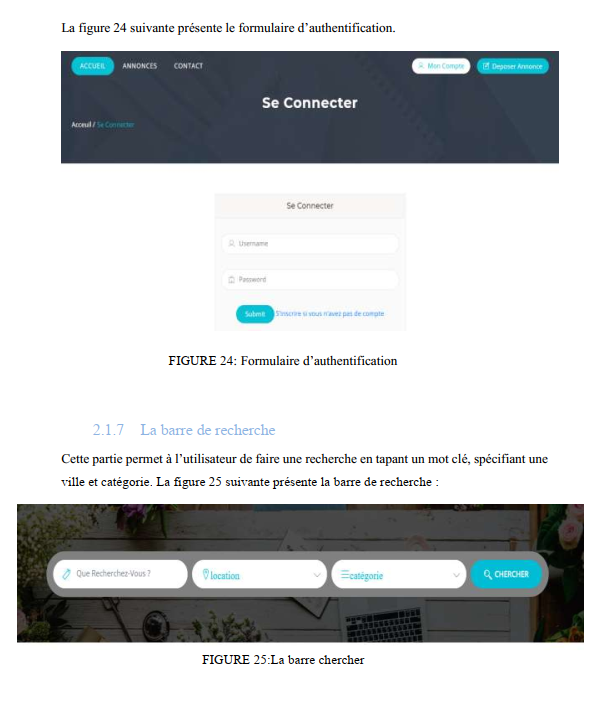 La figure 24 suivante présente le formulaire d’authentification.
ACCUEIL ANNONCES CONTACT Mon Compte Deposer Annonce
Se Connecter
Acceuil / Se Connecter
Se Connecter
Username
Password
Submit S'inscrire si vous n'avez pas de compte
FIGURE 24: Formulaire d’authentification
2.1.7 La barre de recherche
Cette partie permet à l’utilisateur de faire une recherche en tapant un mot clé, spécifiant une
ville et catégorie. La figure 25 suivante présente la barre de recherche :
Que Recherchez-Vous ? location catégorie CHERCHER
FIGURE 25:La barre chercher